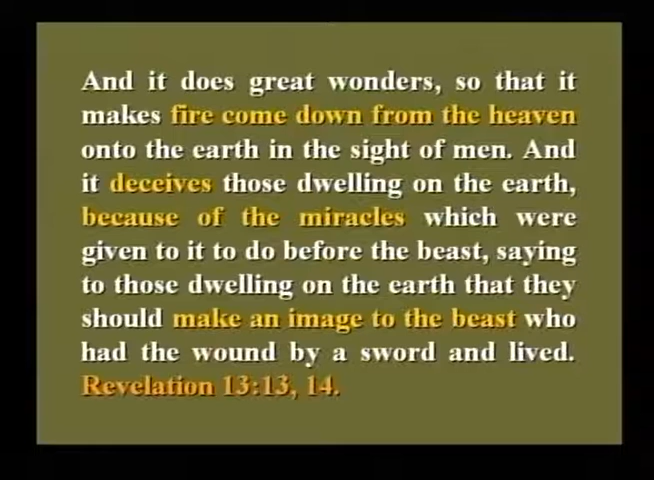 And it does great wonders, so that it
makes fire come down from the heaven
onto the earth in the sight of men. And
it deceives those dwelling on the earth,
because of the miracles which were
given to it to do before the beast, saying
to those dwelling on the earth that they
should make an image to the beast who
had the wound by a sword and lived.
Revelation 13:13, 14.